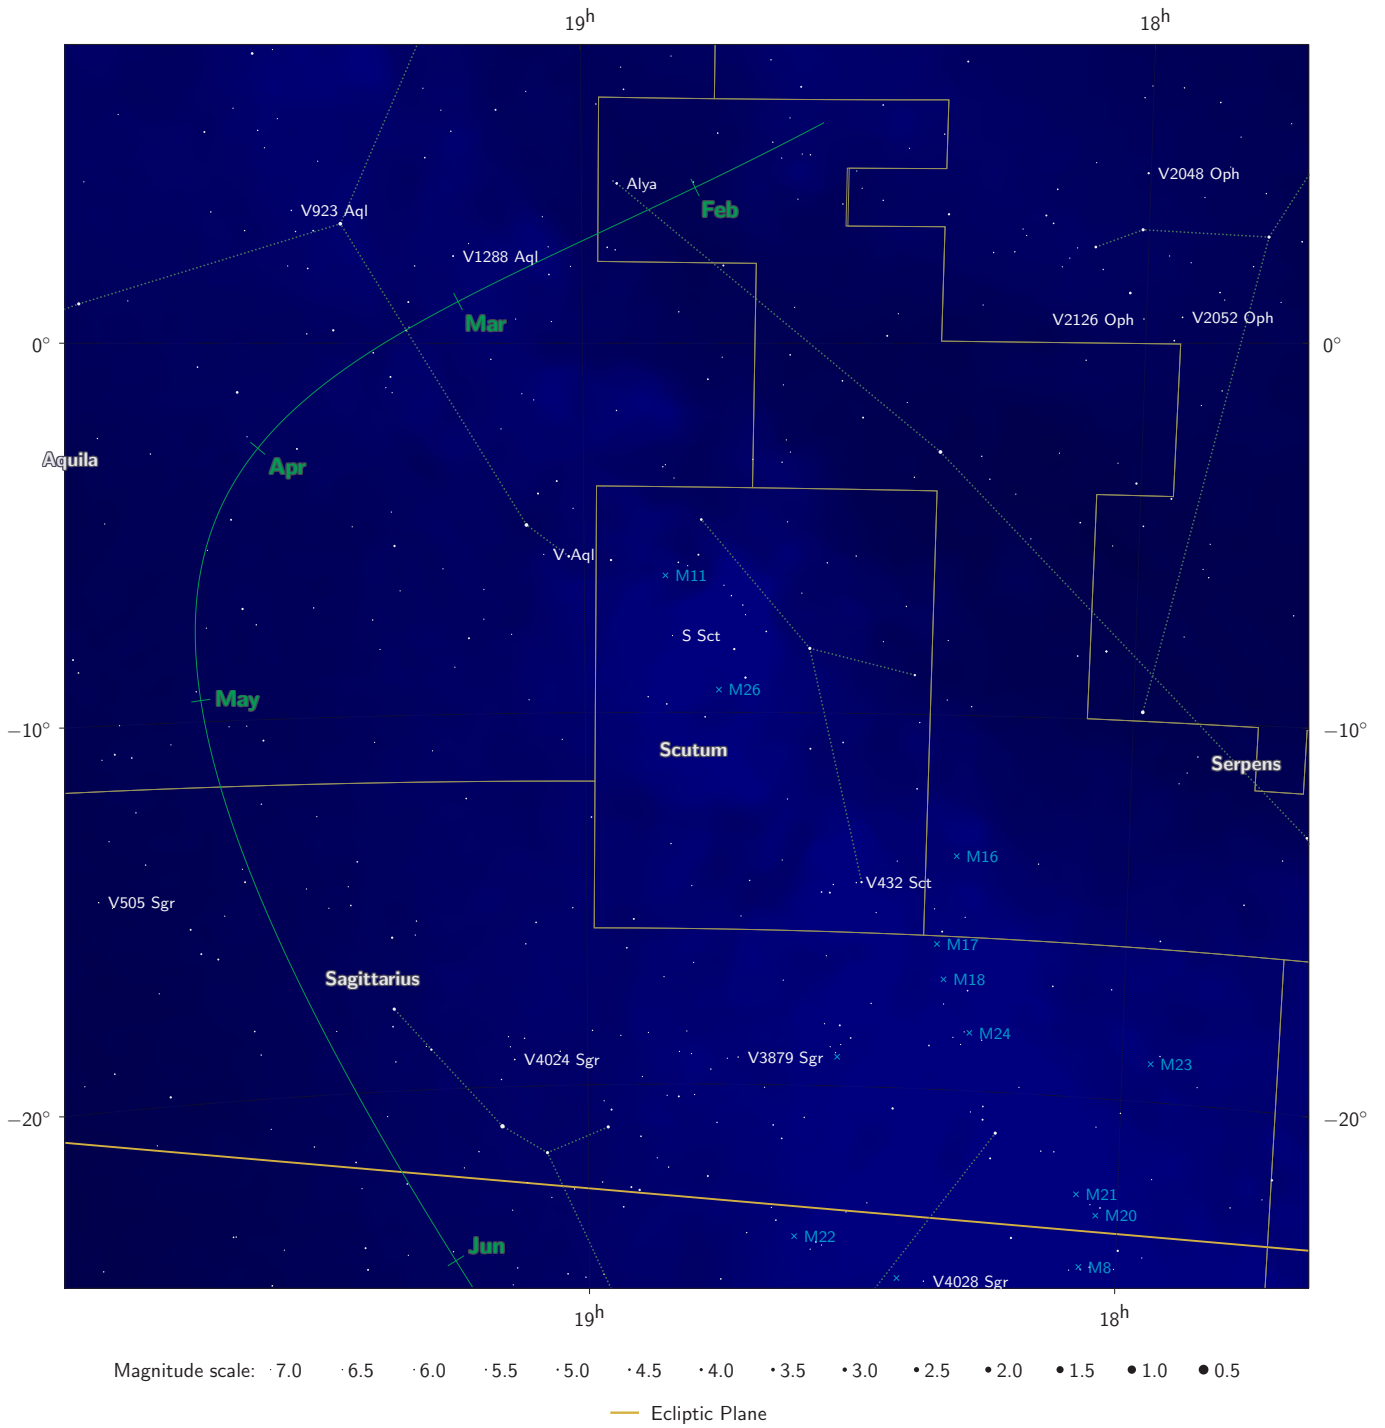 19h 18h
V2048 Oph
Alya
Feb
V923 Aql
V1288 Aql
Mar
V2126 Oph V2052 Oph
0° 0°
Aquila
Apr
V Aql
M11
S Sct
M26
May
−10° −10°
Scutum
Serpens
M16
V432 Sct
V505 Sgr
M17
Sagittarius
M18
M24
V4024 Sgr
V3879 Sgr
M23
−20° −20°
M21
M20
M22
Jun
M8
V4028 Sgr
19h 18h
Magnitude scale: 7.0 6.5 6.0 5.5 5.0 4.5 4.0 3.5 3.0 2.5 2.0 1.5 1.0 0.5
Ecliptic Plane